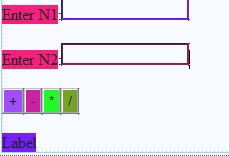 Enter N1
Enter N2
+ - * /
Label